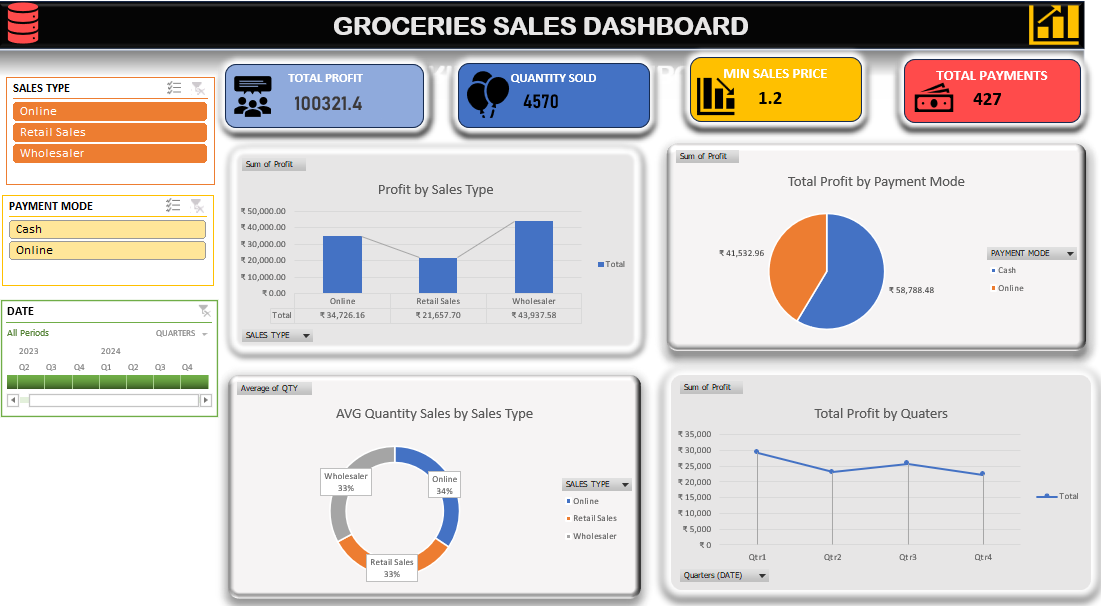 GROCERIES SALES DASHBOARD
TOTAL PROFIT
100321.4
QUANTITY SOLD
4570
MIN SALES PRICE
1.2
TOTAL PAYMENTS
427
SALES TYPE
Online
Retail Sales
Wholesaler
PAYMENT MODE
Cash
Online
DATE
All Periods
QUARTERS
2023 2024
Q2 Q3 Q4 Q1 Q2 Q3 Q4
Sum of Profit
Profit by Sales Type
₹ 50,000.00
₹ 40,000.00
₹ 30,000.00
₹ 20,000.00
₹ 10,000.00
₹ 0.00
Online Retail Sales Wholesaler
Total ₹ 34,726.16 ₹ 21,657.70 ₹ 43,937.58
Total
SALES TYPE
Sum of Profit
Total Profit by Payment Mode
₹ 41,532.96
₹ 58,788.48
PAYMENT MODE
Cash
Online
Average of QTY
AVG Quantity Sales by Sales Type
Wholesaler
33%
Online
34%
Retail Sales
33%
SALES TYPE
Online
Retail Sales
Wholesaler
Sum of Profit
Total Profit by Quaters
₹ 35,000
₹ 30,000
₹ 25,000
₹ 20,000
₹ 15,000
₹ 10,000
₹ 5,000
₹ 0
Qtr1 Qtr2 Qtr3 Qtr4
Total
Quarters (DATE)